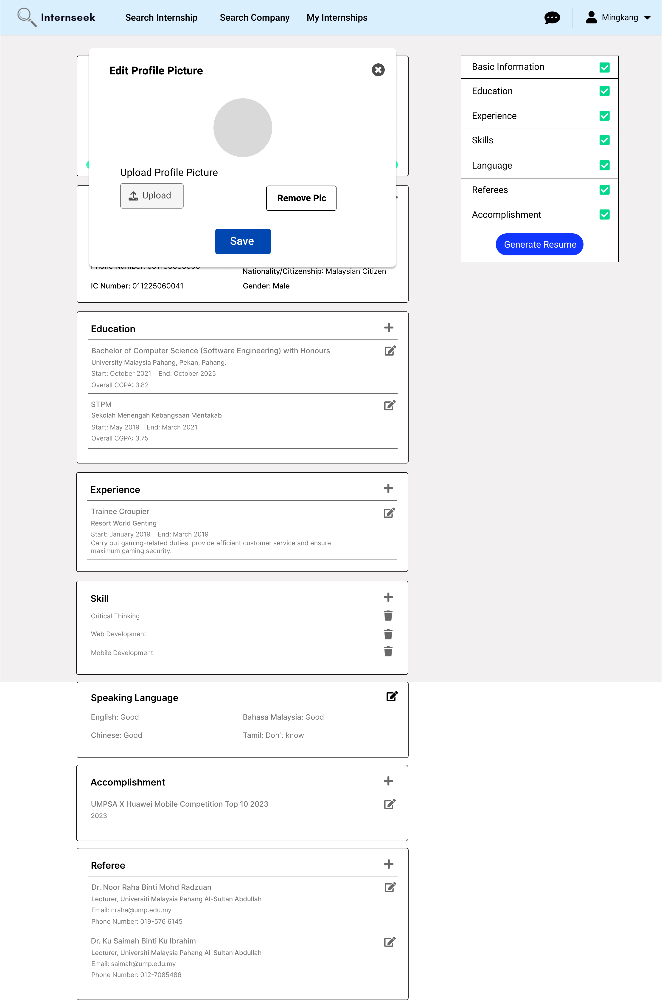 Internseek
Search Internship
Search Company
My Internships
Mingkang
Edit Profile Picture
Upload Profile Picture
Upload
Remove Pic
Save
Basic Information
Education
Experience
Skills
Language
Referees
Accomplishment
Generate Resume
Phone Number:
Nationality/Citizenship: Malaysian Citizen
IC Number: 011225060041
Gender: Male
Education
Bachelor of Computer Science (Software Engineering) with Honours
University Malaysia Pahang, Pekan, Pahang.
Start: October 2021 End: October 2025
Overall CGPA: 3.82
STPM
Sekolah Menengah Kebangsaan Mentakab
Start: May 2019 End: March 2021
Overall CGPA: 3.75
Experience
Trainee Croupier
Resort World Genting
Start: January 2019 End: March 2019
Carry out gaming-related duties, provide efficient customer service and ensure
maximum gaming security.
Skill
Critical Thinking
Web Development
Mobile Development
Speaking Language
English: Good
Bahasa Malaysia: Good
Chinese: Good
Tamil: Don’t know
Accomplishment
UMPSA X Huawei Mobile Competition Top 10 2023
2023
Referee
Dr. Noor Raha Binti Mohd Radzuan
Lecturer, Universiti Malaysia Pahang Al-Sultan Abdullah
Email: nraha@ump.edu.my
Phone Number: 019-576 6145
Dr. Ku Saimah Binti Ku Ibrahim
Lecturer, Universiti Malaysia Pahang Al-Sultan Abdullah
Email: saimah@ump.edu.my
Phone Number: 012-7085486